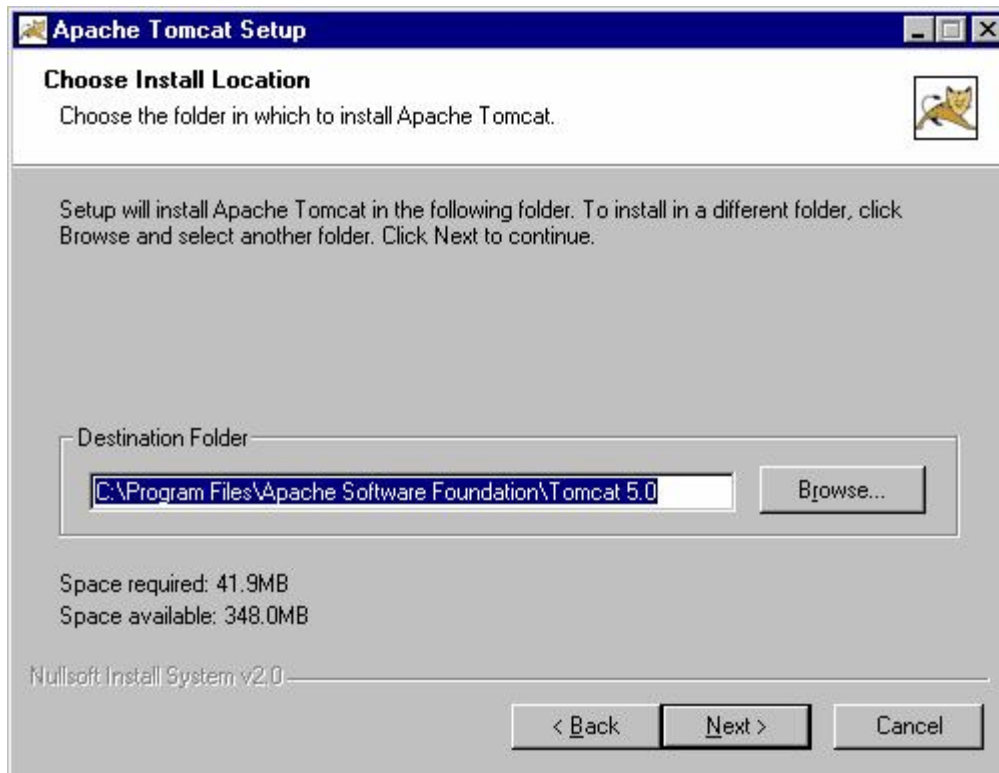 Apache Tomcat Setup
Choose Install Location
Choose the folder in which to install Apache Tomcat.
Setup will install Apache Tomcat in the following folder. To install in a different folder, click
Browse and select another folder. Click Next to continue.
Destination Folder
C:\Program Files\Apache Software Foundation\Tomcat 5.0
Browse...
Space required: 41.9MB
Space available: 348.0MB
Nullsoft Install System v2.0
< Back
Next >
Cancel